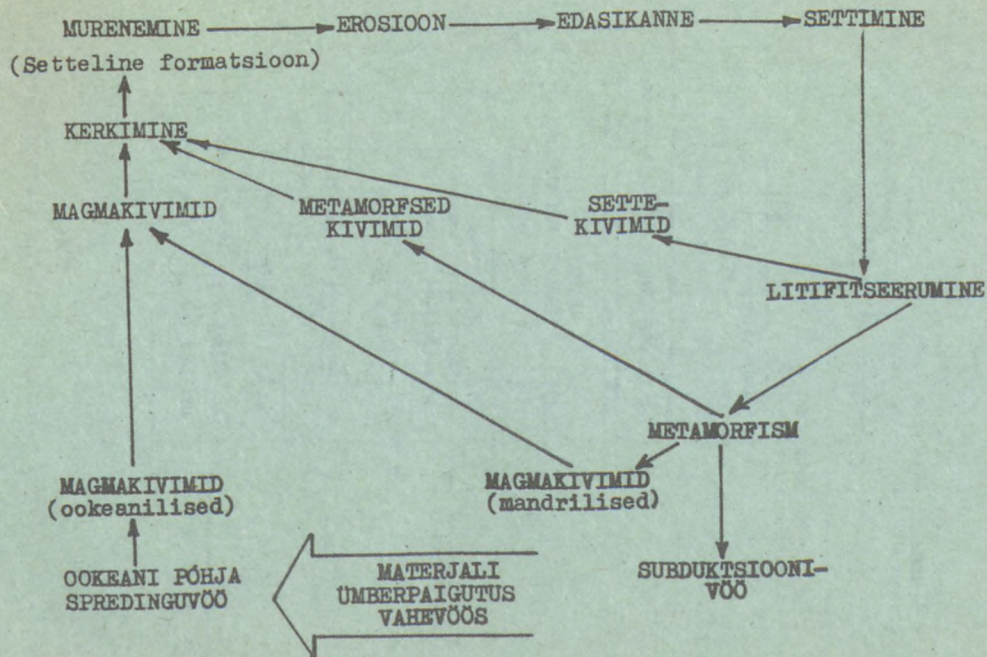 MURENEMINE EROSIOON EDASIKANNE SETTIMINE
(Setteline formatsioon)
KERKIMINE
MAGMAKIVIMID
METAMORFSED
KIVIMID
SETTE-
KIVIMID
LITIFITSEERUMINE
METAMORFISM
MAGMAKIVIMID
(ookeanilised)
MAGMAKIVIMID
(mandrilised)
OOKEANI PÓHJA
SPREDINGUVÖÖ
MATERJALI
ÜMBERPAIGUTUS
VAHEVÖÖS
SUBDUKTSIOONI-
VÖÖ